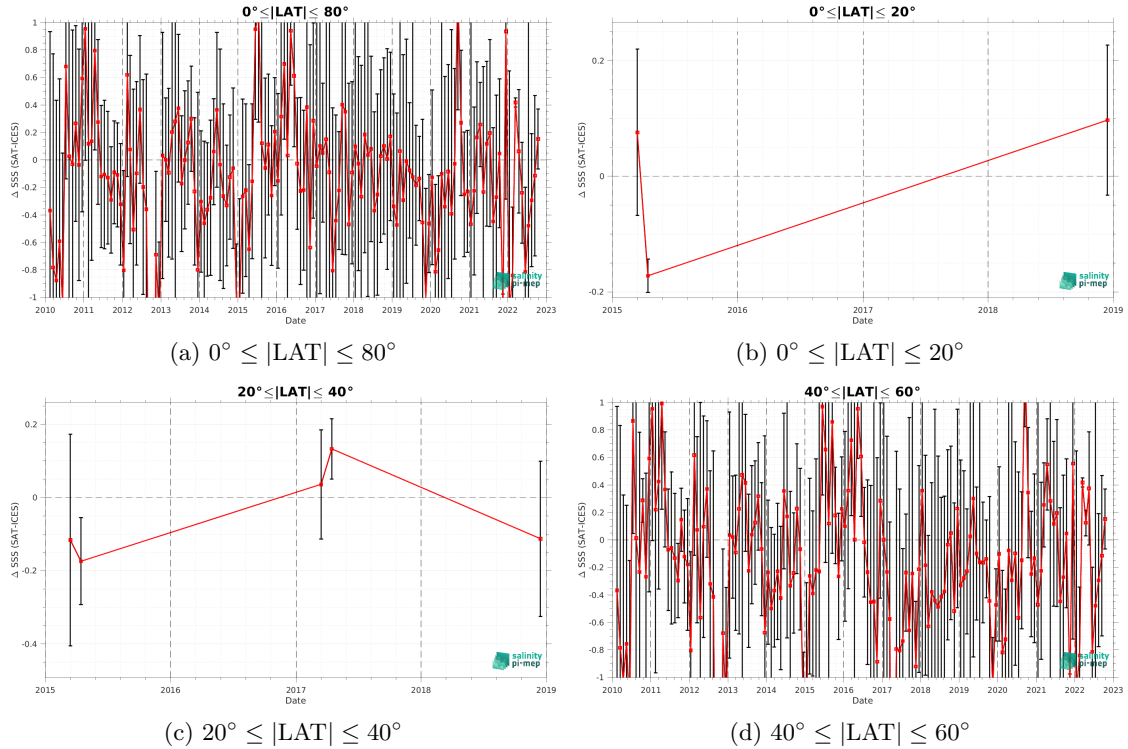 0°≤|LAT|≤ 80°
Δ SSS (SAT-ICES)
1
0.8
0.6
0.4
0.2
0
-0.2
-0.4
-0.6
-0.8
-1
2010 2011 2012 2013 2014 2015 2016 2017 2018 2019 2020 2021 2022 2023
Date
salinity
pi-mep
(a) 0° ≤ |LAT| ≤ 80°
0°≤|LAT|≤ 20°
Δ SSS (SAT-ICES)
0.2
0.1
0
-0.1
-0.2
2015 2016 2017 2018 2019
Date
salinity
pi-mep
(b) 0° ≤ |LAT| ≤ 20°
20°≤|LAT|≤ 40°
Δ SSS (SAT-ICES)
0.2
0
-0.2
-0.4
2015 2016 2017 2018 2019
Date
salinity
pi-mep
(c) 20° ≤ |LAT| ≤ 40°
40°≤|LAT|≤ 60°
Δ SSS (SAT-ICES)
1
0.8
0.6
0.4
0.2
0
-0.2
-0.4
-0.6
-0.8
-1
2010 2011 2012 2013 2014 2015 2016 2017 2018 2019 2020 2021 2022 2023
Date
salinity
pi-mep
(d) 40° ≤ |LAT| ≤ 60°